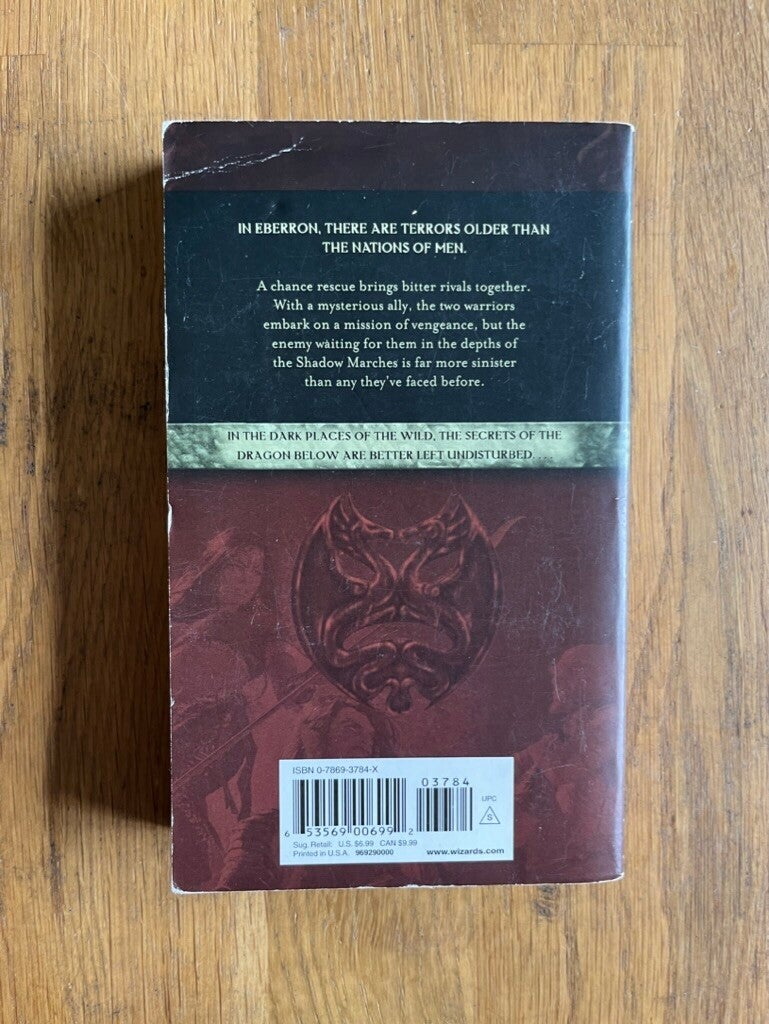 IN EBERRON, THERE ARE TERRORS OLDER THAN
THE NATIONS OF MEN.
A chance rescue brings bitter rivals together.
With a mysterious ally, the two warriors
embark on a mission of vengeance, but the
enemy waiting for them in the depths of
the Shadow Marches is far more sinister
than any they've faced before.
IN THE DARK PLACES OF THE WILD, THE SECRETS OF THE
DRAGON BELOW ARE BETTER LEFT UNDISTURBED. . . .
ISBN 0-7869-3784-X
03784
UPC
S
6 53569 00699 2
Sug. Retail: U.S. $6.99 CAN $9.99
Printed in U.S.A. 969290000
www.wizards.com